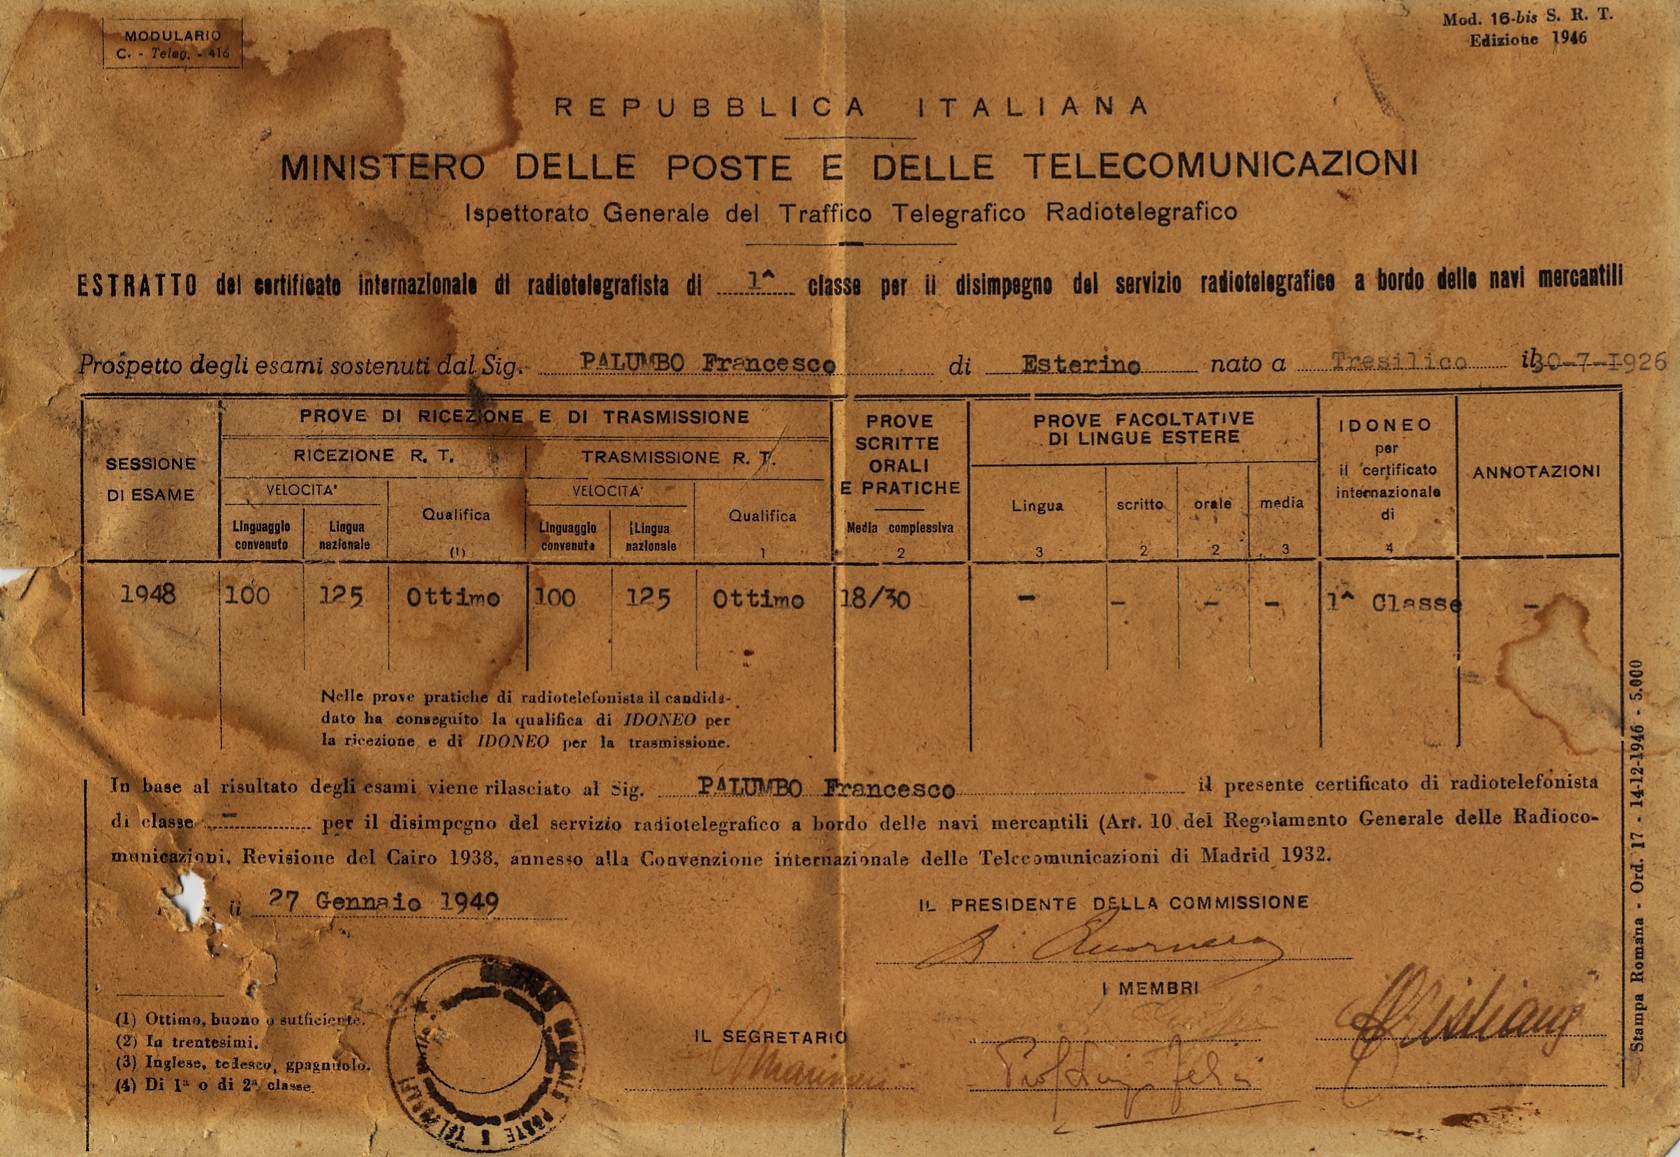 MODULARIO
C. - Teleg. - 416
Mod. 16-bis S. R. T.
Edizione 1946
REPUBBLICA ITALIANA
MINISTERO DELLE POSTE E DELLE TELECOMUNICAZIONI
Ispettorato Generale del Traffico Telegrafico Radiotelegrafico
ESTRATTO del certificato internazionale di radiotelegrafista di 1ᴬ classe per il disimpegno del servizio radiotelegrafico a bordo delle navi mercantili
Prospetto degli esami sostenuti dal Sig. PALUMBO Francesco di Esterino nato a Tresilico il 30-7-1926
SESSIONE DI ESAME
PROVE DI RICEZIONE E DI TRASMISSIONE
RICEZIONE R. T.
TRASMISSIONE R. T.
VELOCITA'
Linguaggio convenuto
Lingua nazionale
Qualifica
(1)
VELOCITA'
Linguaggio convenuta
Lingua nazionale
Qualifica
1
PROVE SCRITTE ORALI E PRATICHE
Media complessiva
2
PROVE FACOLTATIVE DI LINGUE ESTERE
Lingua
3
scritto
2
orale
2
media
3
IDONEO per il certificato internazionale di
4
ANNOTAZIONI
1948 100 125 Ottimo 100 125 Ottimo 18/30 - - - - 1ᴬ Classe -
Nelle prove pratiche di radiotelefonista il candida-
dato ha conseguito la qualifica di IDONEO per
la ricezione e di IDONEO per la trasmissione.
In base al risultato degli esami viene rilasciato al Sig. PALUMBO Francesco il presente certificato di radiotelefonista
di classe - per il disimpegno del servizio radiotelegrafico a bordo delle navi mercantili (Art. 10 del Regolamento Generale delle Radioco-
municazioni, Revisione del Cairo 1938, annesso alla Convenzione internazionale delle Telecomunicazioni di Madrid 1932.
li 27 Gennaio 1949
IL PRESIDENTE DELLA COMMISSIONE
I MEMBRI
IL SEGRETARIO
(1) Ottimo, buono o sufficiente.
(2) In trentesimi.
(3) Inglese, tedesco, gpagnuolo.
(4) Di 1ª o di 2ª classe.
POSTE E
Stampa Romana - Ord. 17 - 14-12-1946 - 5.000